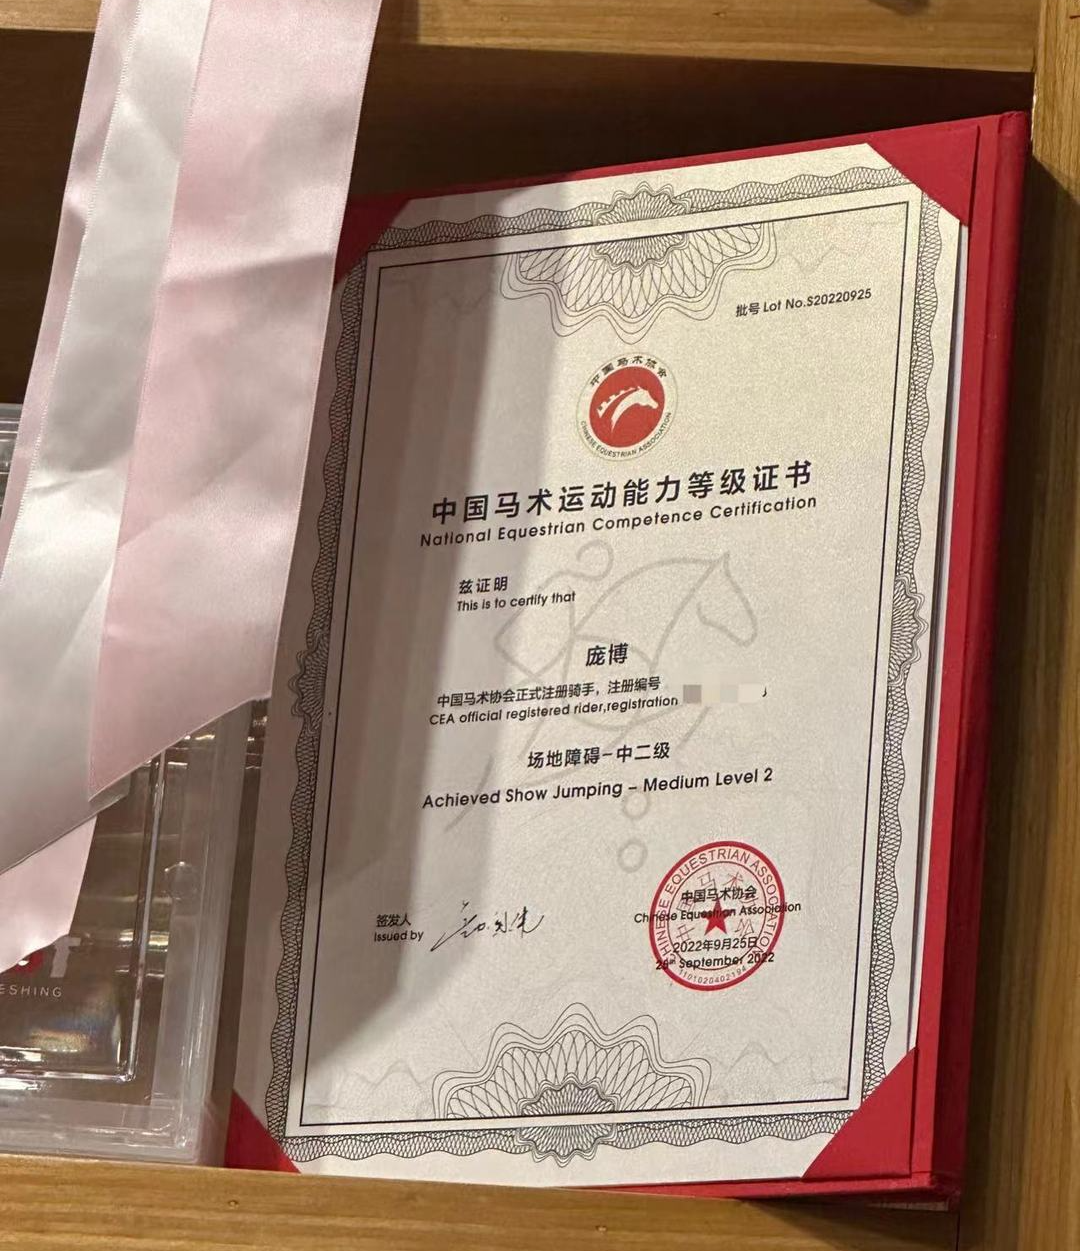 批号 Lot No.S20220925
中国马术协会
CHINESE EQUESTRIAN ASSOCIATION
中国马术运动能力等级证书
National Equestrian Competence Certification
兹证明
This is to certify that
庞博
中国马术协会正式注册骑手，注册编号
CEA official registered rider,registration
场地障碍-中二级
Achieved Show Jumping – Medium Level 2
签发人
Issued by
CHINESE EQUESTRIAN ASSOCIATION
中国马术协会
Chinese Equestrian Association
2022年9月25日
25th September 2022
1101020402194
ESHING